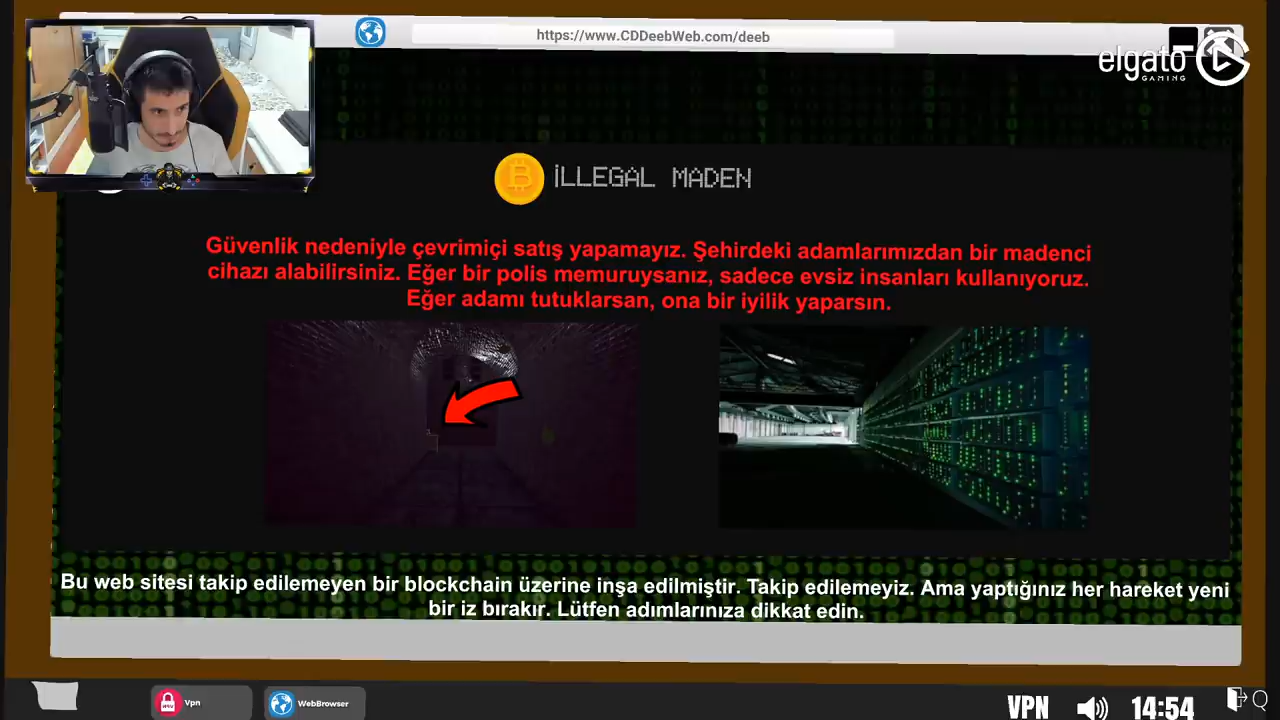 https://www.CDDeebWeb.com/deeb
elgato
GAMING
İLLEGAL MADEN
Güvenlik nedeniyle çevrimiçi satış yapamayız. Şehirdeki adamlarımızdan bir madenci
cihazı alabilirsiniz. Eğer bir polis memuruysanız, sadece evsiz insanları kullanıyoruz.
Eğer adamı tutuklarsan, ona bir iyilik yaparsın.
Bu web sitesi takip edilemeyen bir blockchain üzerine inşa edilmiştir. Takip edilemeyiz. Ama yaptığınız her hareket yeni
bir iz bırakır. Lütfen adımlarınıza dikkat edin.
Vpn
WebBrowser
VPN
14:54
Q